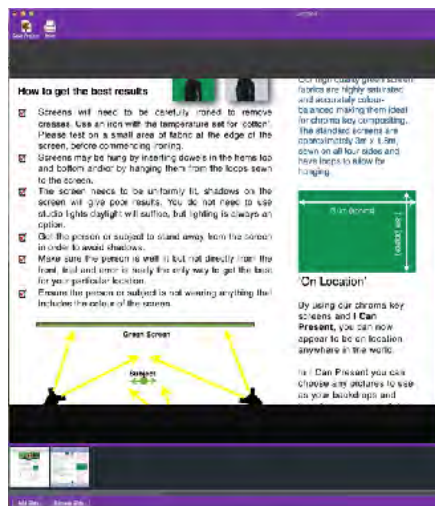 How to get the best results
Screens will need to be carefully ironed to remove
creases. Use an iron with the temperature set for 'cotton'.
Please test on a small area of fabric at the edge of the
screen, before commencing ironing.
Screens may be hung by inserting dowels in the hems top
and bottom and/or by hanging them from the loops sewn
to the screen.
The screen needs to be uniformly lit, shadows on the
screen will give poor results. You do not need to use
studio lights daylight will suffice, but lighting is always an
option.
Get the person or subject to stand away from the screen
in order to avoid shadows.
Make sure the person is well lit but not directly from the
front, trial and error is really the only way to get the best
for your particular location.
Ensure the person or subject is not wearing anything that
includes the colour of the screen.
Green Screen
Subject
Our high quality green screen
fabrics are highly saturated
and accurately colour-
balanced making them ideal
for chroma key compositing.
The standard screens are
approximately 3m x 1.8m,
sewn on all four sides and
have loops to allow for
hanging.
'On Location'
By using our chroma key
screens and I Can
Present, you can now
appear to be on location
anywhere in the world.
In I Can Present you can
choose any pictures to use
as your backdrops and